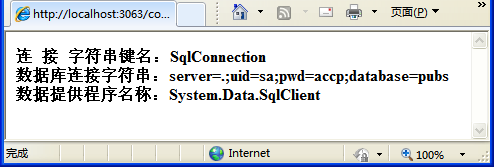 http://localhost:3063/co...
页面(P)
连 接 字符串键名：SqlConnection
数据库连接字符串：server=.;uid=sa;pwd=accp;database=pubs
数据提供程序名称：System.Data.SqlClient
完成 Internet 100%